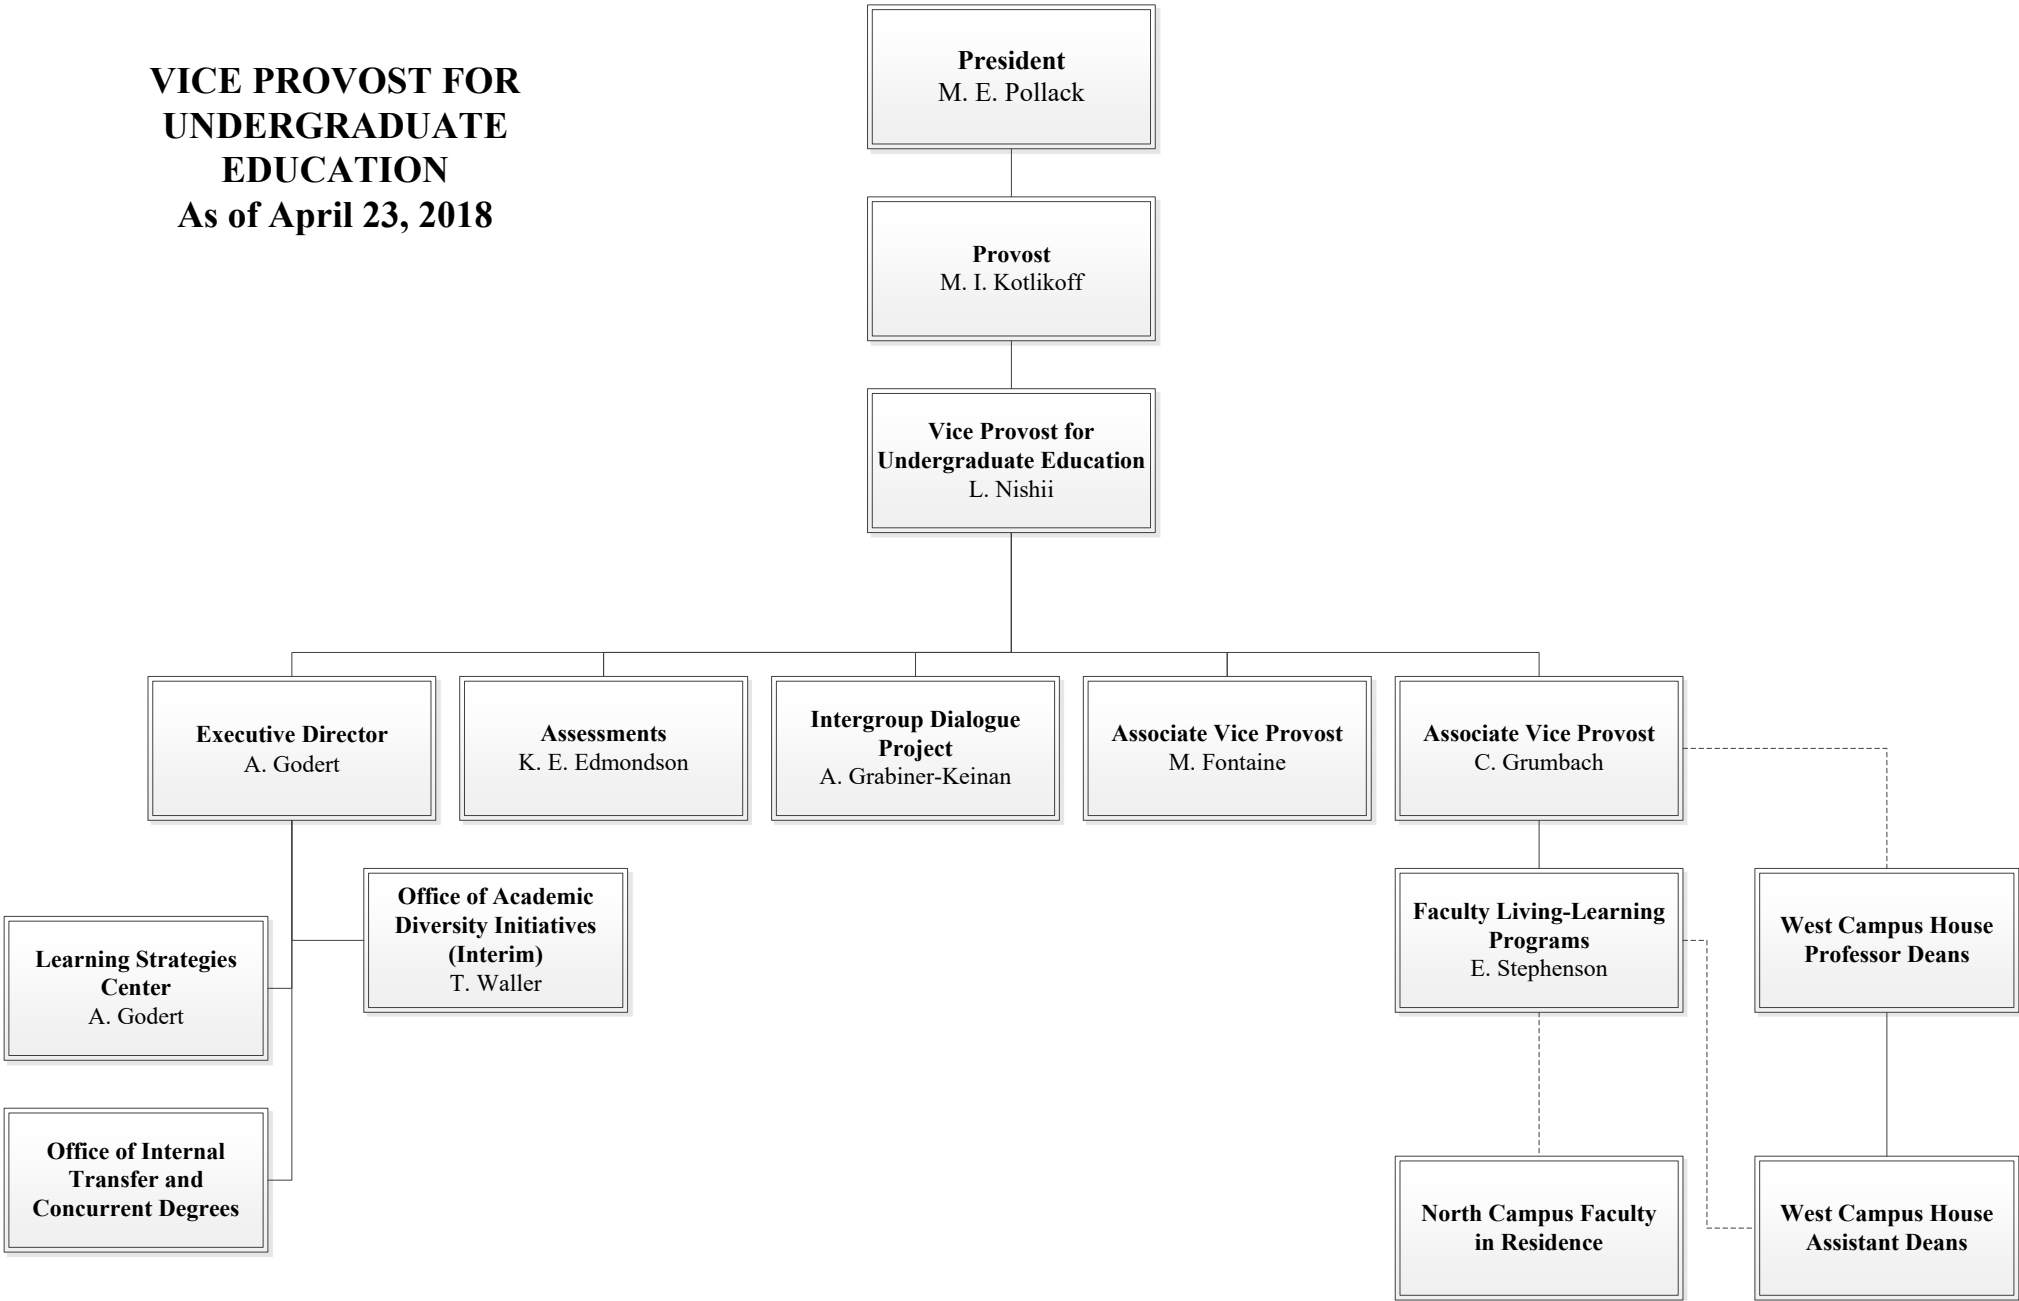 VICE PROVOST FOR
UNDERGRADUATE
EDUCATION
As of April 23, 2018
President
M. E. Pollack
Provost
M. I. Kotlikoff
Vice Provost for
Undergraduate Education
L. Nishii
Executive Director
A. Godert
Assessments
K. E. Edmondson
Intergroup Dialogue
Project
A. Grabiner-Keinan
Associate Vice Provost
M. Fontaine
Associate Vice Provost
C. Grumbach
Learning Strategies
Center
A. Godert
Office of Academic
Diversity Initiatives
(Interim)
T. Waller
Faculty Living-Learning
Programs
E. Stephenson
West Campus House
Professor Deans
Office of Internal
Transfer and
Concurrent Degrees
North Campus Faculty
in Residence
West Campus House
Assistant Deans